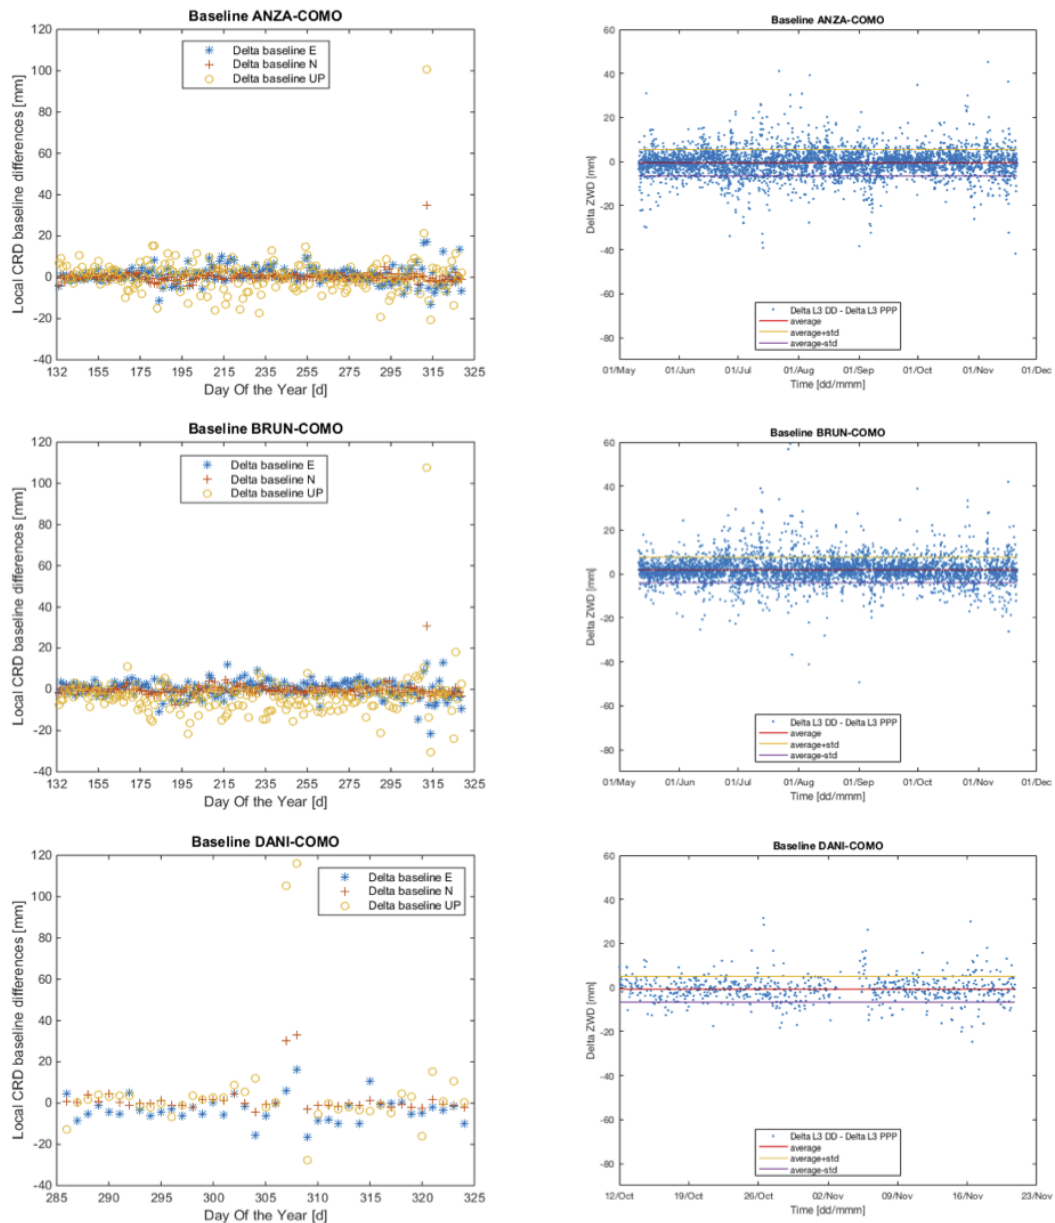 Baseline ANZA-COMO
Local CRD baseline differences [mm]
120
100
80
60
40
20
0
-20
-40
Delta baseline E
Delta baseline N
Delta baseline UP
132 155 175 195 215 235 255 275 295 315 325
Day Of the Year [d]
Baseline ANZA-COMO
Delta ZWD [mm]
60
40
20
0
-20
-40
-60
-80
Delta L3 DD - Delta L3 PPP
average
average+std
average-std
01/May 01/Jun 01/Jul 01/Aug 01/Sep 01/Oct 01/Nov 01/Dec
Time [dd/mmm]
Baseline BRUN-COMO
Local CRD baseline differences [mm]
120
100
80
60
40
20
0
-20
-40
Delta baseline E
Delta baseline N
Delta baseline UP
132 155 175 195 215 235 255 275 295 315 325
Day Of the Year [d]
Baseline BRUN-COMO
Delta ZWD [mm]
60
40
20
0
-20
-40
-60
-80
Delta L3 DD - Delta L3 PPP
average
average+std
average-std
01/May 01/Jun 01/Jul 01/Aug 01/Sep 01/Oct 01/Nov 01/Dec
Time [dd/mmm]
Baseline DANI-COMO
Local CRD baseline differences [mm]
120
100
80
60
40
20
0
-20
-40
Delta baseline E
Delta baseline N
Delta baseline UP
285 290 295 300 305 310 315 320 325
Day Of the Year [d]
Baseline DANI-COMO
Delta ZWD [mm]
60
40
20
0
-20
-40
-60
-80
Delta L3 DD - Delta L3 PPP
average
average+std
average-std
12/Oct 19/Oct 26/Oct 02/Nov 09/Nov 16/Nov 23/Nov
Time [dd/mmm]